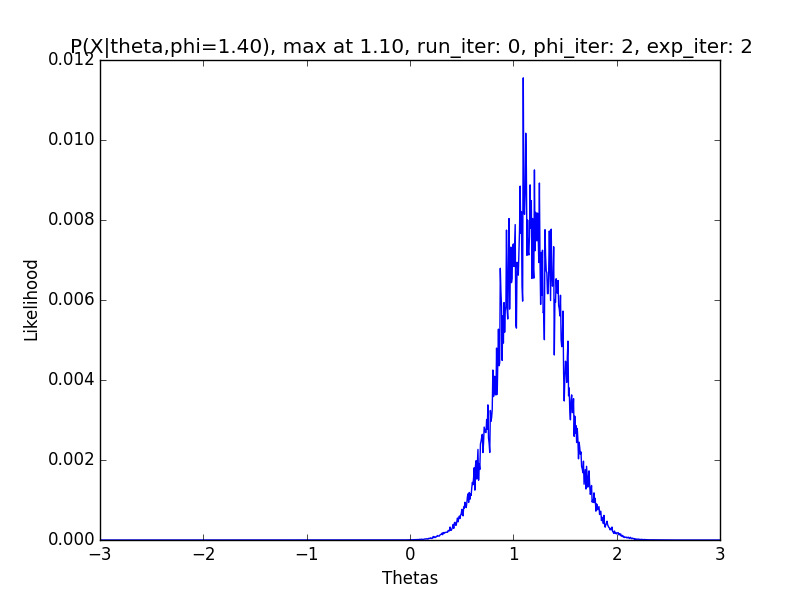 P(X|theta,phi=1.40), max at 1.10, run_iter: 0, phi_iter: 2, exp_iter: 2
0.012
0.010
0.008
0.006
0.004
0.002
0.000
Likelihood
−3 −2 −1 0 1 2 3
Thetas